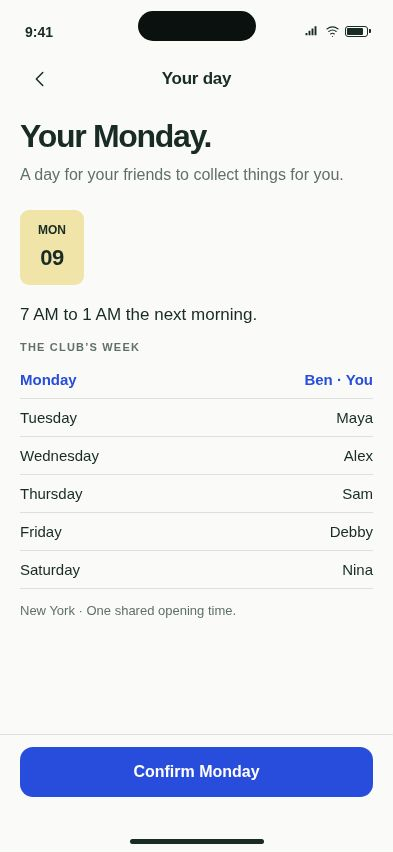 9:41
Your day
Your Monday.
A day for your friends to collect things for you.
MON
09
7 AM to 1 AM the next morning.
THE CLUB'S WEEK
Monday Ben · You
Tuesday Maya
Wednesday Alex
Thursday Sam
Friday Debby
Saturday Nina
New York · One shared opening time.
Confirm Monday